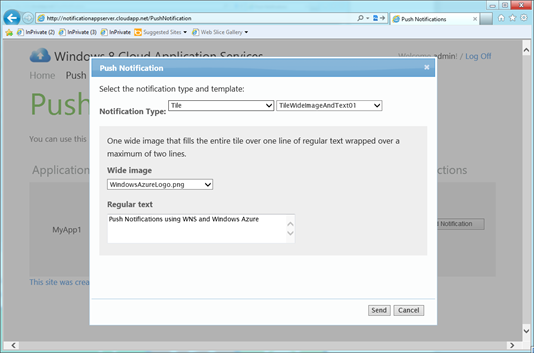 http://notificationappserver.cloudapp.net/PushNotification
Push Notifications
InPrivate (2)
InPrivate (3)
InPrivate
Suggested Sites
Web Slice Gallery
Windows 8 Cloud Application Services
admin! / Log Off
Home Push
Push
You can use this
Push Notification
Select the notification type and template:
Notification Type: Tile TileWideImageAndText01
One wide image that fills the entire tile over one line of regular text wrapped over a
maximum of two lines.
Wide image
WindowsAzureLogo.png
Regular text
Push Notifications using WNS and Windows Azure
Application
ctions
MyApp1
Notification
This site was crea
Send Cancel